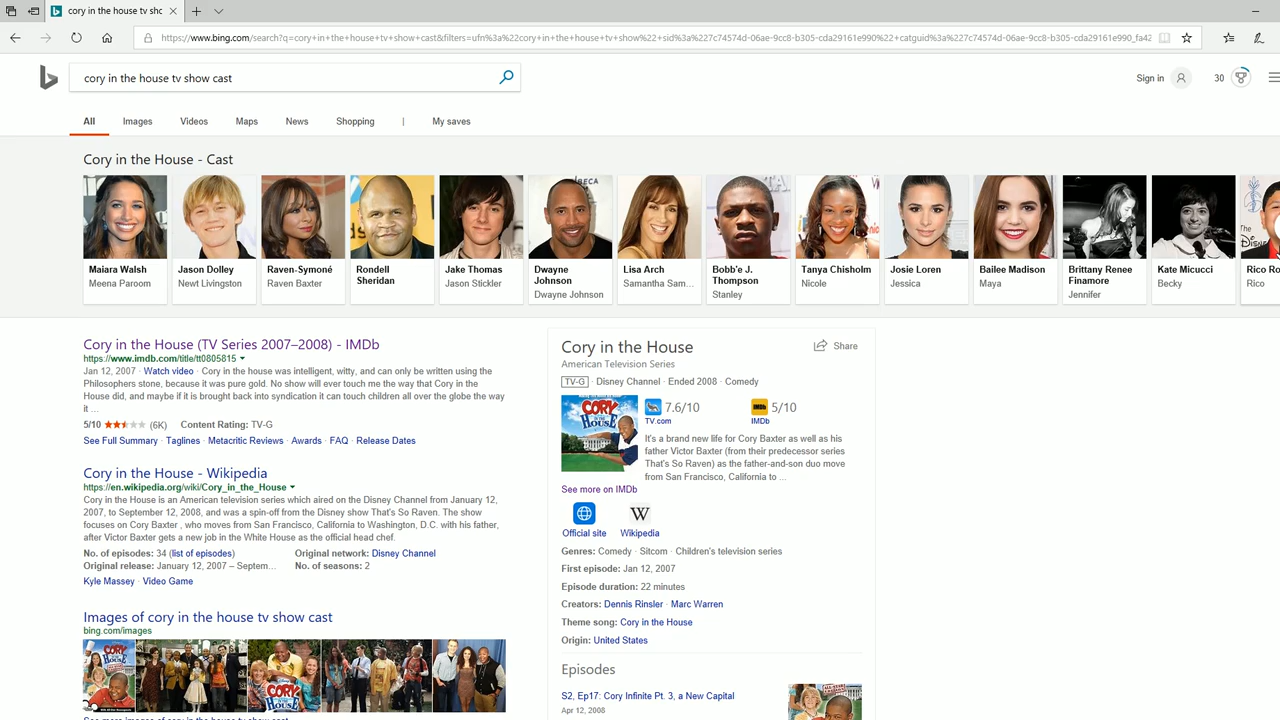 cory in the house tv sho
https://www.bing.com/search?q=cory+in+the+house+tv+show+cast&filters=ufn%3a%22cory+in+the+house+tv+show%22+sid%3a%227c74574d-06ae-9cc8-b305-cda29161e990%22+catguid%3a%227c74574d-06ae-9cc8-b305-cda29161e990_fa42
cory in the house tv show cast
Sign in 30
All Images Videos Maps News Shopping | My saves
Cory in the House - Cast
Maiara Walsh
Meena Paroom
Jason Dolley
Newt Livingston
Raven-Symoné
Raven Baxter
Rondell
Sheridan
Jake Thomas
Jason Stickler
Dwayne
Johnson
Dwayne Johnson
Lisa Arch
Samantha Sam...
Bobb'e J.
Thompson
Stanley
Tanya Chisholm
Nicole
Josie Loren
Jessica
Bailee Madison
Maya
Brittany Renee
Finamore
Jennifer
Kate Micucci
Becky
Rico Ro
Rico
Cory in the House (TV Series 2007–2008) - IMDb
https://www.imdb.com/title/tt0805815
Jan 12, 2007 · Watch video · Cory in the house was intelligent, witty, and can only be written using the
Philosophers stone, because it was pure gold. No show will ever touch me the way that Cory in the
House did, and maybe if it is brought back into syndication it can touch children all over the globe the way
it ...
5/10 (6K) Content Rating: TV-G
See Full Summary · Taglines · Metacritic Reviews · Awards · FAQ · Release Dates
Cory in the House - Wikipedia
https://en.wikipedia.org/wiki/Cory_in_the_House
Cory in the House is an American television series which aired on the Disney Channel from January 12,
2007, to September 12, 2008, and was a spin-off from the Disney show That's So Raven. The show
focuses on Cory Baxter , who moves from San Francisco, California to Washington, D.C. with his father,
after Victor Baxter gets a new job in the White House as the official head chef.
No. of episodes: 34 (list of episodes) Original network: Disney Channel
Original release: January 12, 2007 – Septem... No. of seasons: 2
Kyle Massey · Video Game
Images of cory in the house tv show cast
bing.com/images
See more images of cory in the house tv show cast
Cory in the House
Share
American Television Series
TV-G · Disney Channel · Ended 2008 · Comedy
CORY
IN THE
HOUSE
7.6/10
TV.com
IMDb 5/10
IMDb
It's a brand new life for Cory Baxter as well as his
father Victor Baxter (from their predecessor series
That's So Raven) as the father-and-son duo move
from San Francisco, California to ...
See more on IMDb
W
Official site Wikipedia
Genres: Comedy · Sitcom · Children's television series
First episode: Jan 12, 2007
Episode duration: 22 minutes
Creators: Dennis Rinsler · Marc Warren
Theme song: Cory in the House
Origin: United States
Episodes
S2, Ep17: Cory Infinite Pt. 3, a New Capital
Apr 12, 2008